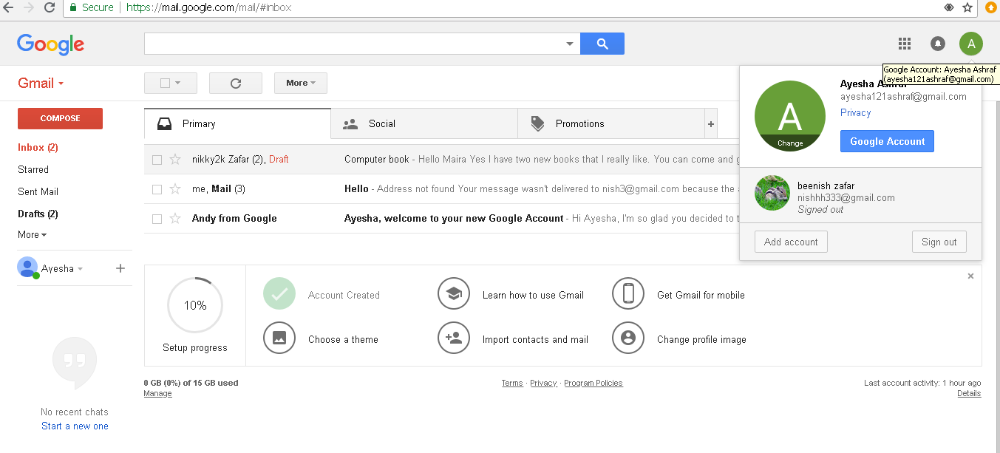 Secure https://mail.google.com/mail/#inbox
Google
A
Google Account: Ayesha Ashraf
(ayesha121ashraf@gmail.com)
Gmail
More
Ayesha Ashraf
ayesha121ashraf@gmail.com
Privacy
Google Account
A
Change
COMPOSE
Primary
Social
Promotions
+
Inbox (2)
Starred
Sent Mail
Drafts (2)
More
nikky2k Zafar (2), Draft
Computer book - Hello Maira Yes I have two new books that I really like. You can come and g
me, Mail (3)
Hello - Address not found Your message wasn't delivered to nish3@gmail.com because the a
Andy from Google
Ayesha, welcome to your new Google Account - Hi Ayesha, I'm so glad you decided to t
beenish zafar
nishhh333@gmail.com
Signed out
Add account
Sign out
Ayesha
10%
Setup progress
Account Created
Learn how to use Gmail
Get Gmail for mobile
Choose a theme
Import contacts and mail
Change profile image
0 GB (0%) of 15 GB used
Manage
Terms · Privacy · Program Policies
Last account activity: 1 hour ago
Details
No recent chats
Start a new one